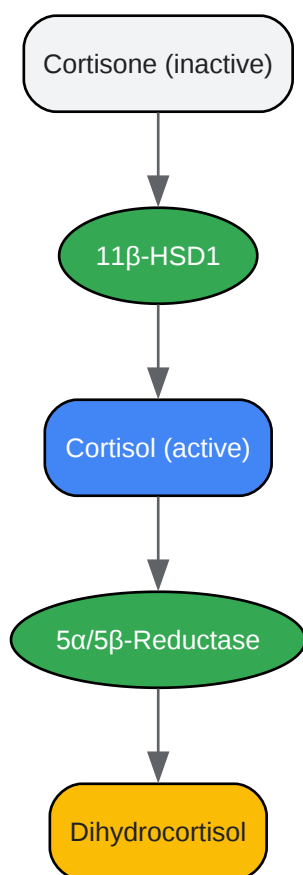 Cortisone (inactive)
11β-HSD1
Cortisol (active)
5α/5β-Reductase
Dihydrocortisol